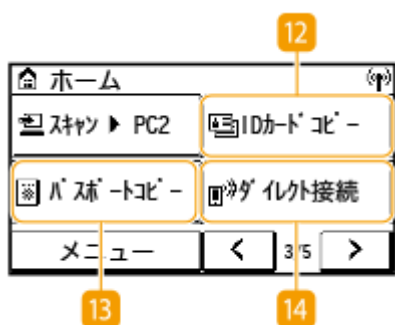 12
ホーム
スキャン ▶ PC2
IDカード コピー
パスポートコピー
ダイレクト接続
メニュー < 3/5 >
13
14